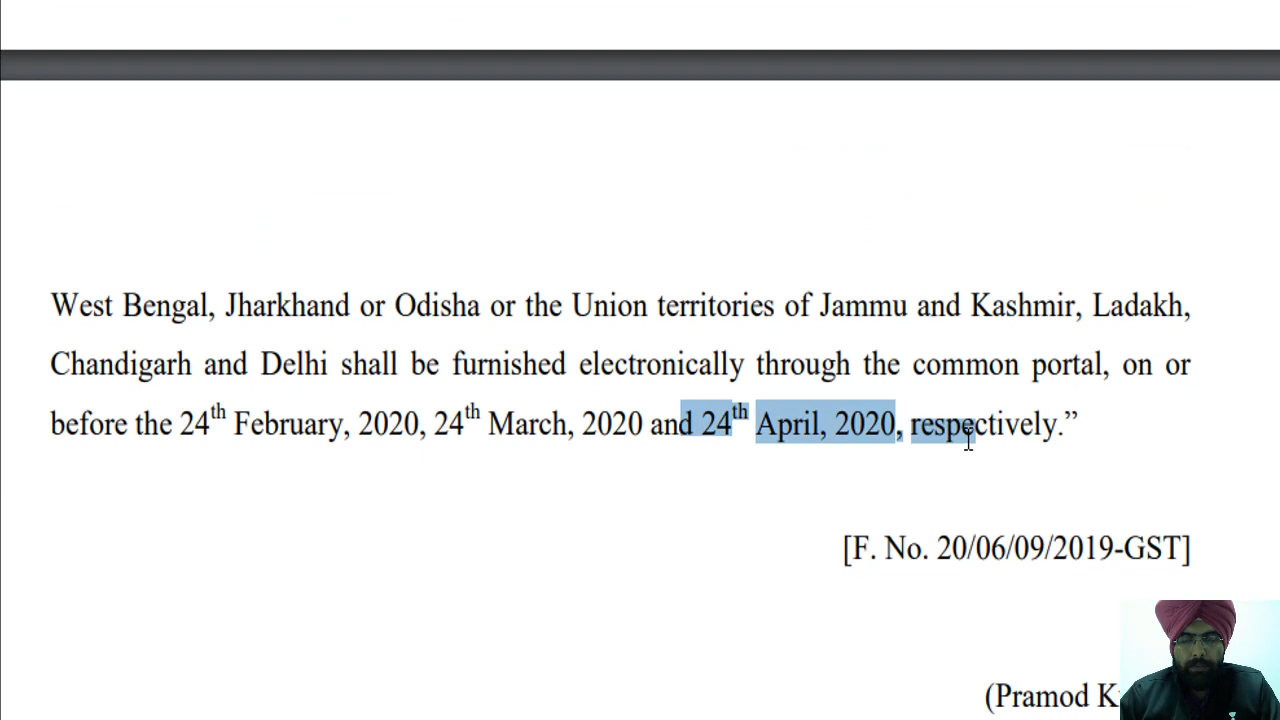 West Bengal, Jharkhand or Odisha or the Union territories of Jammu and Kashmir, Ladakh,
Chandigarh and Delhi shall be furnished electronically through the common portal, on or
before the 24th February, 2020, 24th March, 2020 and 24th April, 2020, respectively.”
[F. No. 20/06/09/2019-GST]
(Pramod K